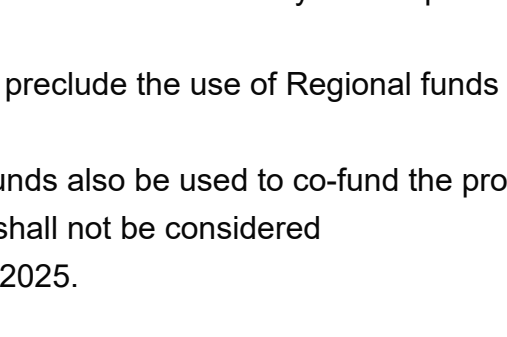 preclude the use of Regional funds
unds also be used to co-fund the pro
shall not be considered
2025.